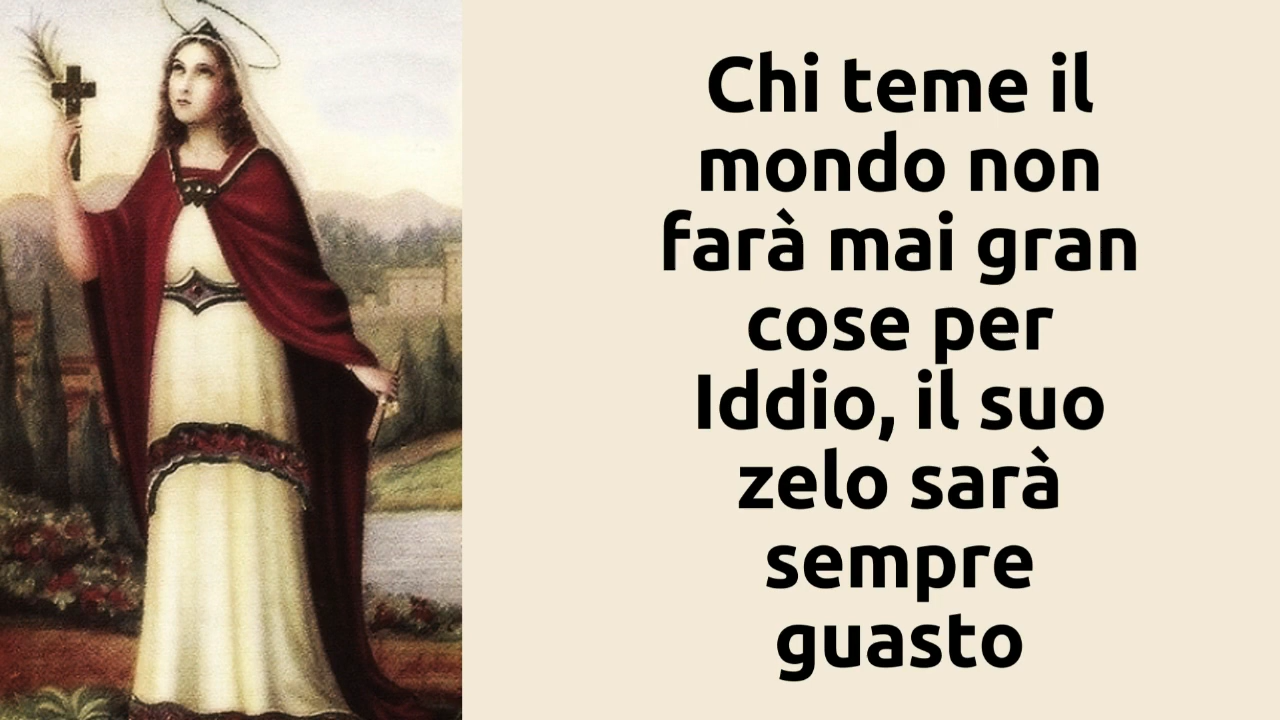 Chi teme il
mondo non
farà mai gran
cose per
Iddio, il suo
zelo sarà
sempre
guasto